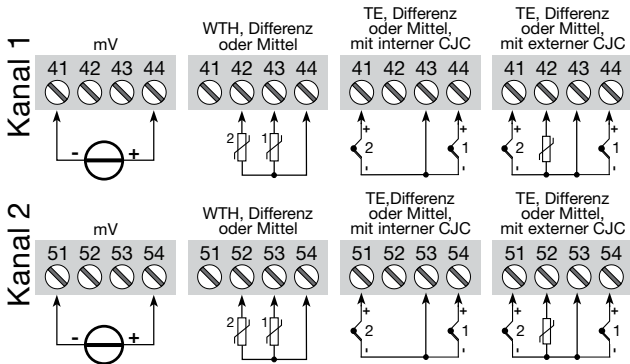 Kanal 1
mV
41 42 43 44
- +
WTH, Differenz
oder Mittel
41 42 43 44
2 1
TE, Differenz
oder Mittel,
mit interner CJC
41 42 43 44
+ +
2 1
- -
TE, Differenz
oder Mittel,
mit externer CJC
41 42 43 44
+ +
2 1
- -
Kanal 2
mV
51 52 53 54
- +
WTH, Differenz
oder Mittel
51 52 53 54
2 1
TE,Differenz
oder Mittel,
mit interner CJC
51 52 53 54
+ +
2 1
- -
TE, Differenz
oder Mittel,
mit externer CJC
51 52 53 54
+ +
2 1
- -